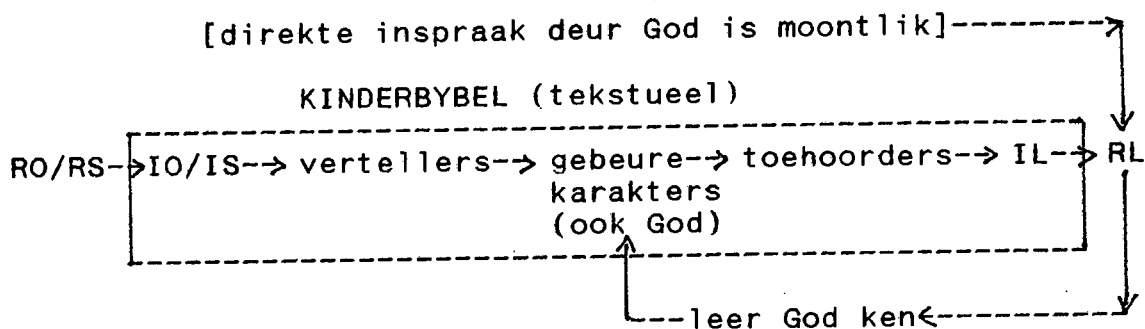 [direkte inspraak deur God is moontlik]
KINDERBYBEL (tekstueel)
RO/RS-->IO/IS--> vertellers--> gebeure--> toehoorders--> IL--> RL
karakters
(ook God)
leer God ken